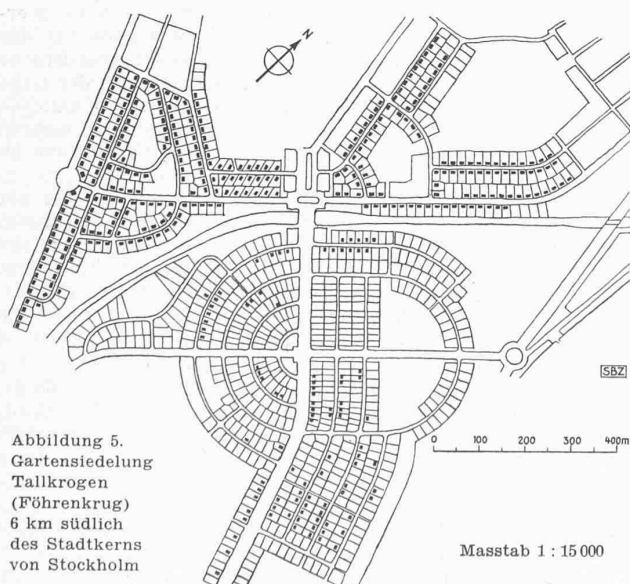 N
SBZ
0 100 200 300 400m
Abbildung 5.
Gartensiedelung
Tallkrogen
(Föhrenkrug)
6 km südlich
des Stadtkerns
von Stockholm
Masstab 1 : 15 000